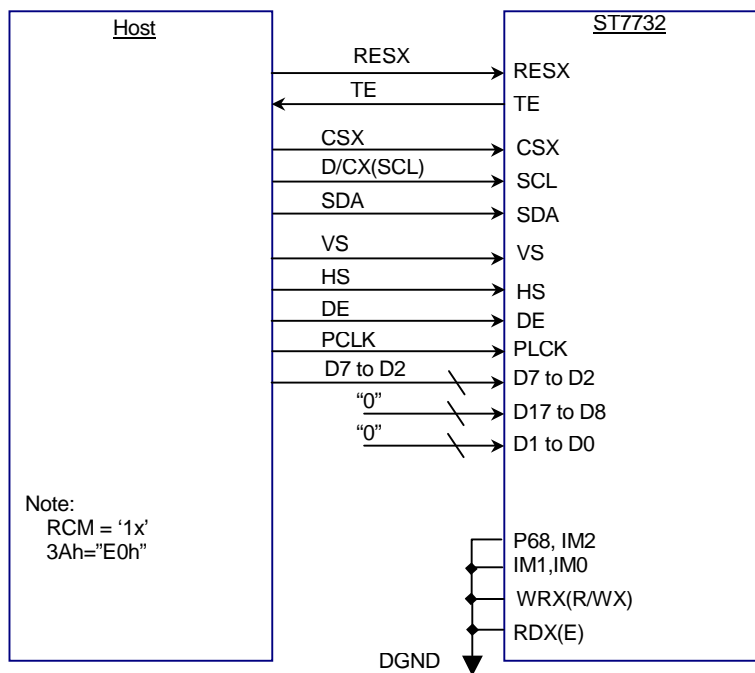 Host
ST7732
RESX
RESX
TE
TE
CSX
CSX
D/CX(SCL)
SCL
SDA
SDA
VS
VS
HS
HS
DE
DE
PCLK
PLCK
D7 to D2
D7 to D2
“0”
D17 to D8
“0”
D1 to D0
Note:
RCM = ‘1x’
3Ah=”E0h”
P68, IM2
IM1,IM0
WRX(R/WX)
RDX(E)
DGND